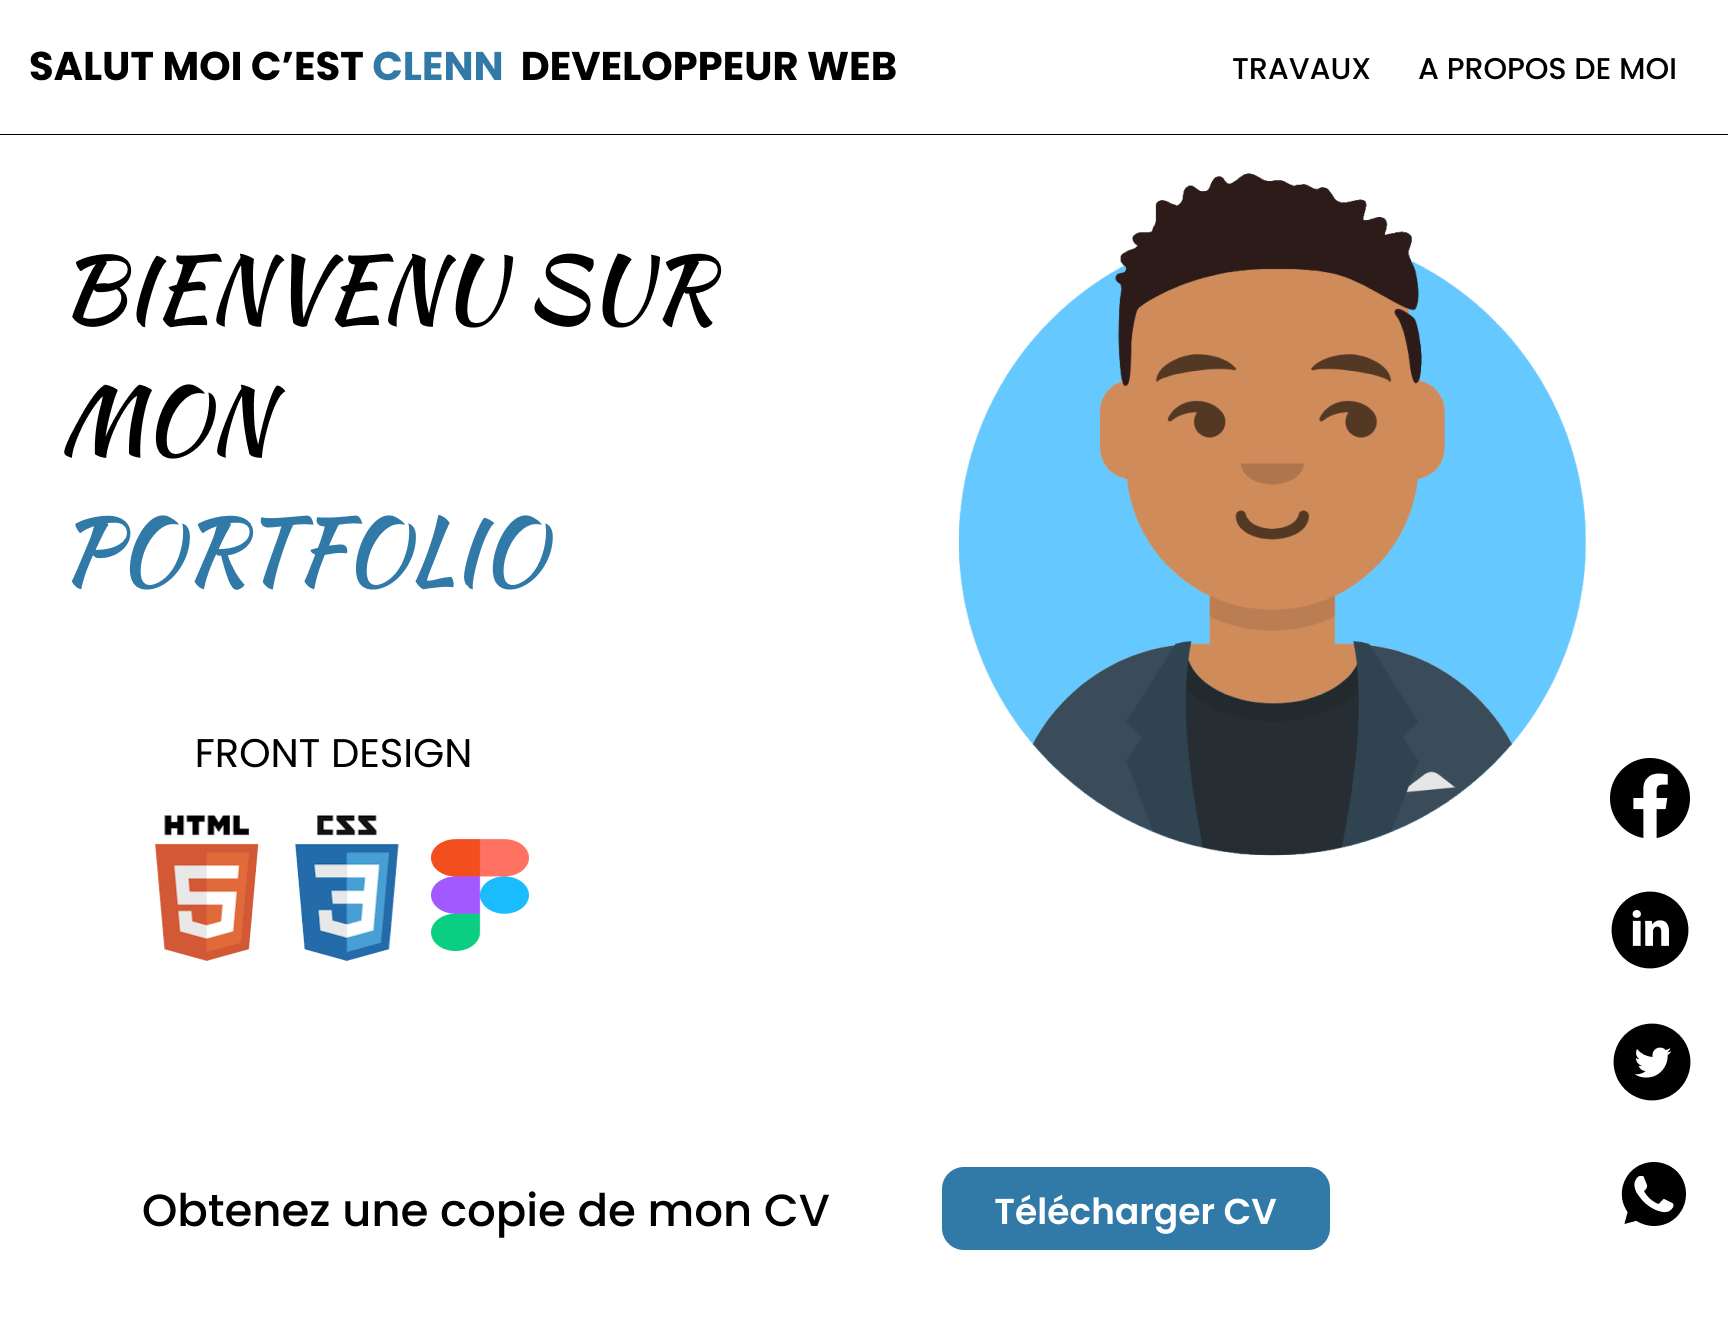 SALUT MOI C’EST CLENN DEVELOPPEUR WEB
TRAVAUX
A PROPOS DE MOI
BIENVENU SUR
MON
PORTFOLIO
FRONT DESIGN
HTML
5
CSS
3
f
in
Obtenez une copie de mon CV
Télécharger CV